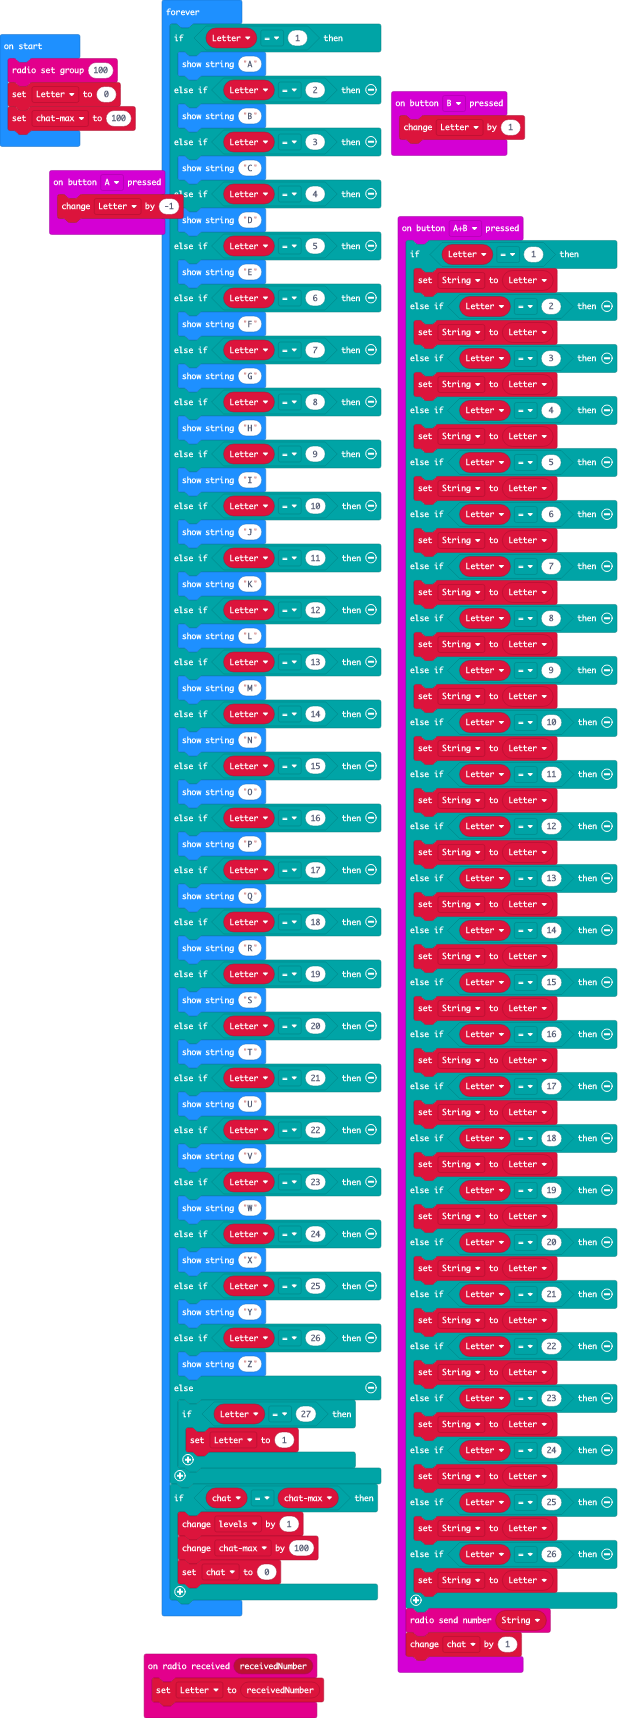 on start
radio set group 100
set Letter to 0
set chat-max to 100
on button A pressed
change Letter by -1
forever
if Letter = 1 then
show string "A"
else if Letter = 2 then
show string "B"
else if Letter = 3 then
show string "C"
else if Letter = 4 then
show string "D"
else if Letter = 5 then
show string "E"
else if Letter = 6 then
show string "F"
else if Letter = 7 then
show string "G"
else if Letter = 8 then
show string "H"
else if Letter = 9 then
show string "I"
else if Letter = 10 then
show string "J"
else if Letter = 11 then
show string "K"
else if Letter = 12 then
show string "L"
else if Letter = 13 then
show string "M"
else if Letter = 14 then
show string "N"
else if Letter = 15 then
show string "O"
else if Letter = 16 then
show string "P"
else if Letter = 17 then
show string "Q"
else if Letter = 18 then
show string "R"
else if Letter = 19 then
show string "S"
else if Letter = 20 then
show string "T"
else if Letter = 21 then
show string "U"
else if Letter = 22 then
show string "V"
else if Letter = 23 then
show string "W"
else if Letter = 24 then
show string "X"
else if Letter = 25 then
show string "Y"
else if Letter = 26 then
show string "Z"
else
if Letter = 27 then
set Letter to 1
if chat = chat-max then
change levels by 1
change chat-max by 100
set chat to 0
on radio received receivedNumber
set Letter to receivedNumber
on button B pressed
change Letter by 1
on button A+B pressed
if Letter = 1 then
set String to Letter
else if Letter = 2 then
set String to Letter
else if Letter = 3 then
set String to Letter
else if Letter = 4 then
set String to Letter
else if Letter = 5 then
set String to Letter
else if Letter = 6 then
set String to Letter
else if Letter = 7 then
set String to Letter
else if Letter = 8 then
set String to Letter
else if Letter = 9 then
set String to Letter
else if Letter = 10 then
set String to Letter
else if Letter = 11 then
set String to Letter
else if Letter = 12 then
set String to Letter
else if Letter = 13 then
set String to Letter
else if Letter = 14 then
set String to Letter
else if Letter = 15 then
set String to Letter
else if Letter = 16 then
set String to Letter
else if Letter = 17 then
set String to Letter
else if Letter = 18 then
set String to Letter
else if Letter = 19 then
set String to Letter
else if Letter = 20 then
set String to Letter
else if Letter = 21 then
set String to Letter
else if Letter = 22 then
set String to Letter
else if Letter = 23 then
set String to Letter
else if Letter = 24 then
set String to Letter
else if Letter = 25 then
set String to Letter
else if Letter = 26 then
set String to Letter
radio send number String
change chat by 1